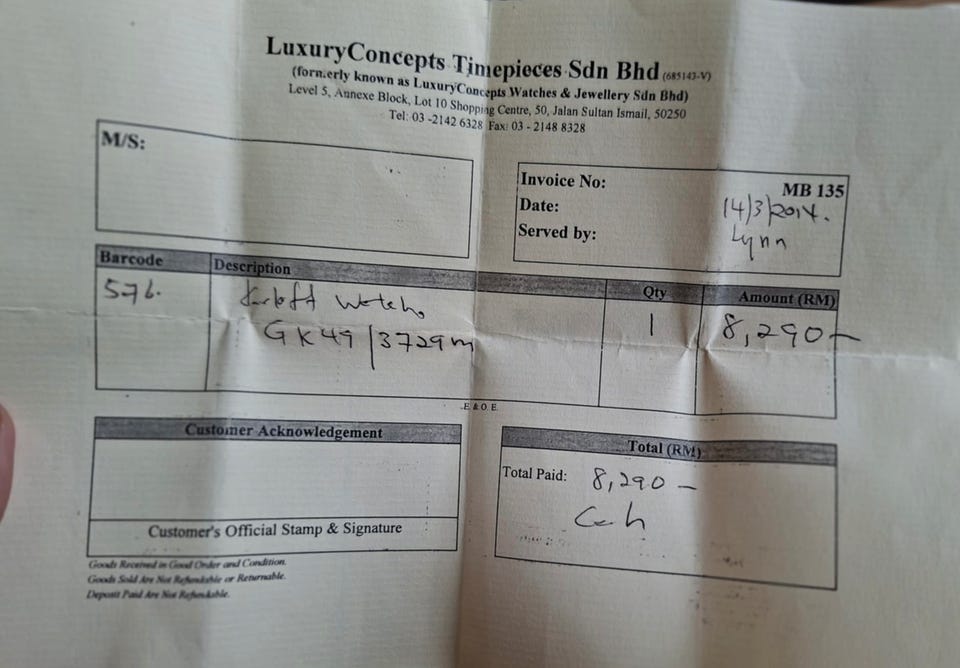 LuxuryConcepts Timepieces Sdn Bhd (685143-V)
(formerly known as LuxuryConcepts Watches & Jewellery Sdn Bhd)
Level 5, Annexe Block, Lot 10 Shopping Centre, 50, Jalan Sultan Ismail, 50250
Tel: 03 -2142 6328 Fax: 03 - 2148 8328
M/S:
Invoice No: MB 135
Date: 14/3/2014.
Served by: Lynn
Barcode Description Qty Amount (RM)
576. Korloff Watch 1 8,290-
GK49/3729m
E & O. E.
Customer Acknowledgement
Customer's Official Stamp & Signature
Total (RM)
Total Paid: 8,290 -
Cash
Goods Received in Good Order and Condition.
Goods Sold Are Not Refundable or Returnable.
Deposit Paid Are Not Refundable.